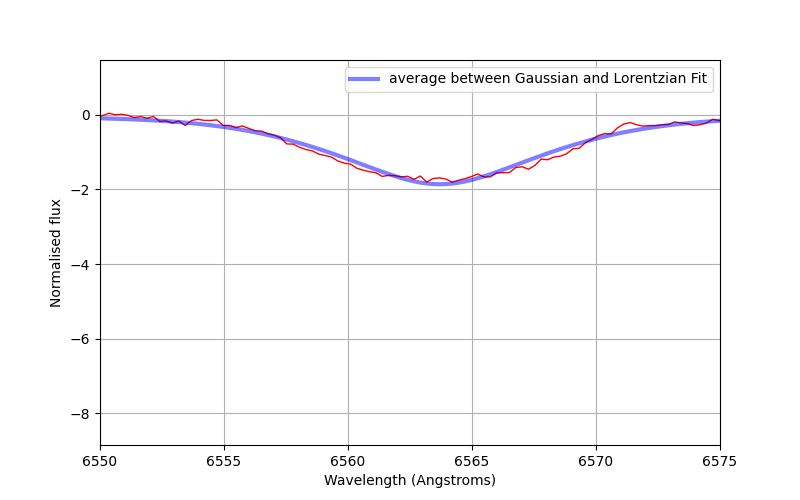 average between Gaussian and Lorentzian Fit
0
−2
−4
−6
−8
Normalised flux
6550 6555 6560 6565 6570 6575
Wavelength (Angstroms)